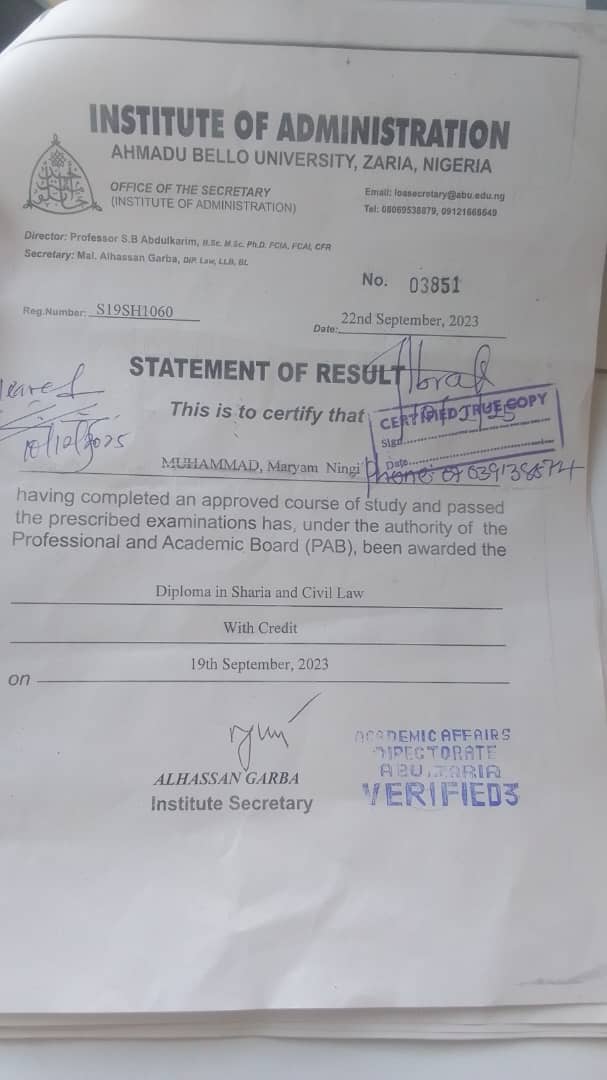 INSTITUTE OF ADMINISTRATION
AHMADU BELLO UNIVERSITY, ZARIA, NIGERIA
OFFICE OF THE SECRETARY
(INSTITUTE OF ADMINISTRATION)
Email: ioasecretary@abu.edu.ng
Tel: 08069538879, 09121668649
Director: Professor S.B Abdulkarim, B.Sc. M.Sc. Ph.D. FCIA, FCAI, CFR
Secretary: Mal. Alhassan Garba, DIP. Law, LLB, BL
No. 03851
Reg.Number: S19SH1060
Date: 22nd September, 2023
STATEMENT OF RESULT
This is to certify that
CERTIFIED TRUE COPY
Sign
Date
10/12/2025
MUHAMMAD, Maryam Ningi
Phone:
having completed an approved course of study and passed
the prescribed examinations has, under the authority of the
Professional and Academic Board (PAB), been awarded the
Diploma in Sharia and Civil Law
With Credit
19th September, 2023
on
ALHASSAN GARBA
Institute Secretary
ACADEMIC AFFAIRS
DIRECTORATE
ABU, ZARIA
VERIFIED3